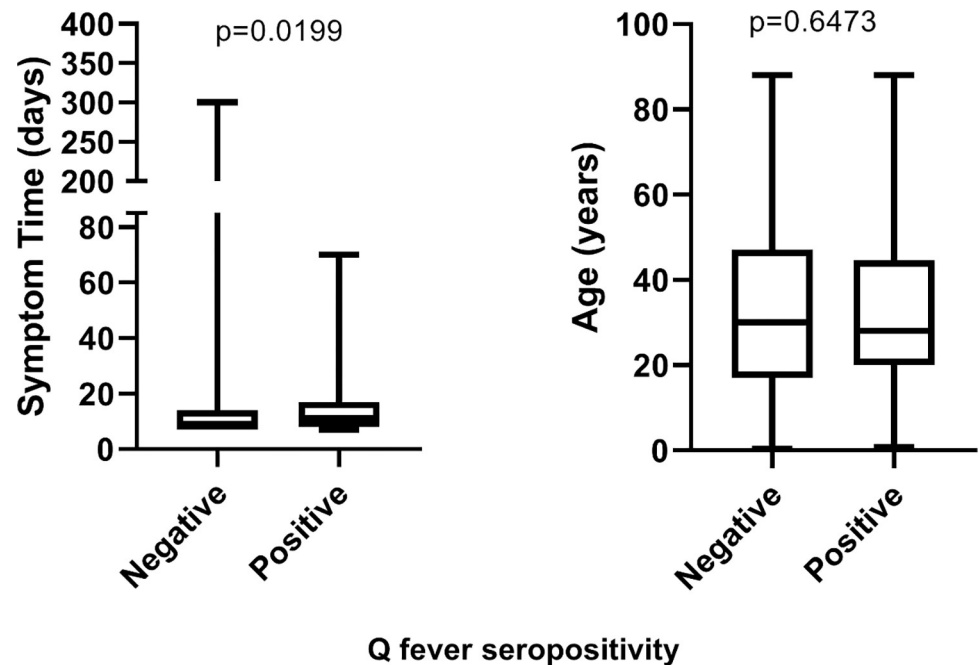 p=0.0199
Symptom Time (days)
400
350
300
250
200
80
60
40
20
0
Negative
Positive
p=0.6473
Age (years)
100
80
60
40
20
0
Negative
Positive
Q fever seropositivity